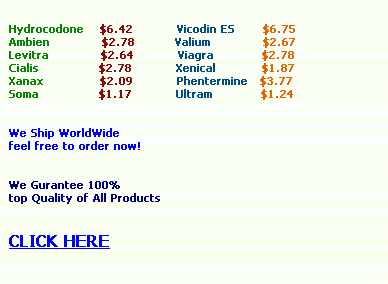 Hydrocodone $6.42 Vicodin ES $6.75
Ambien $2.78 Valium $2.67
Levitra $2.64 Viagra $2.78
Cialis $2.78 Xenical $1.87
Xanax $2.09 Phentermine $3.77
Soma $1.17 Ultram $1.24
We Ship WorldWide
feel free to order now!
We Gurantee 100%
top Quality of All Products
CLICK HERE